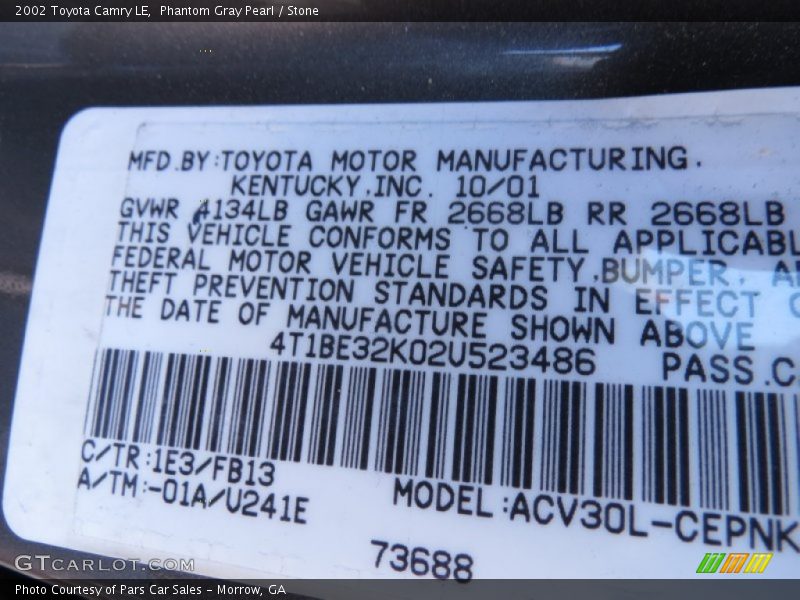 2002 Toyota Camry LE,  Phantom Gray Pearl / Stone
MFD.BY:TOYOTA MOTOR MANUFACTURING.
KENTUCKY.INC. 10/01
GVWR 4134LB GAWR FR 2668LB RR 2668LB
THIS VEHICLE CONFORMS TO ALL APPLICABL
FEDERAL MOTOR VEHICLE SAFETY.BUMPER, A
THEFT PREVENTION STANDARDS IN EFFECT
THE DATE OF MANUFACTURE SHOWN ABOVE
4T1BE32K02U523486 PASS.C
C/TR:1E3/FB13
A/TM:-01A/U241E
MODEL:ACV30L-CEPNK
73688
GTCARLOT.COM
Photo Courtesy of Pars Car Sales - Morrow, GA